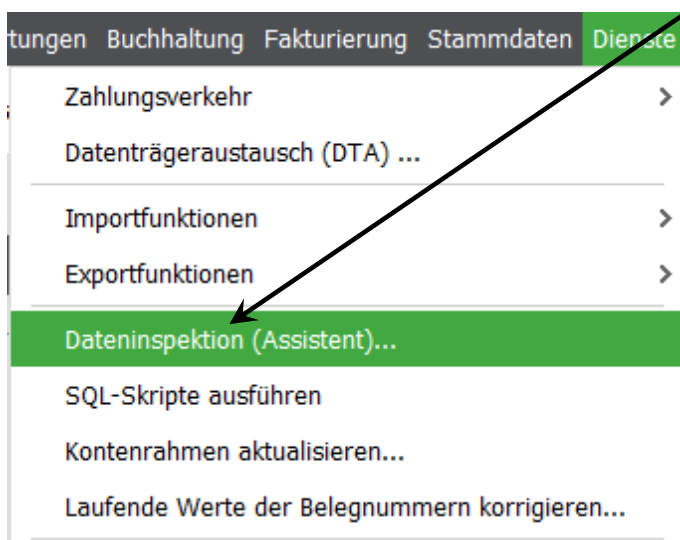 tungen Buchhaltung Fakturierung Stammdaten Dienste
Zahlungsverkehr
Datenträgeraustausch (DTA) ...
Importfunktionen
Exportfunktionen
Dateninspektion (Assistent)...
SQL-Skripte ausführen
Kontenrahmen aktualisieren...
Laufende Werte der Belegnummern korrigieren...